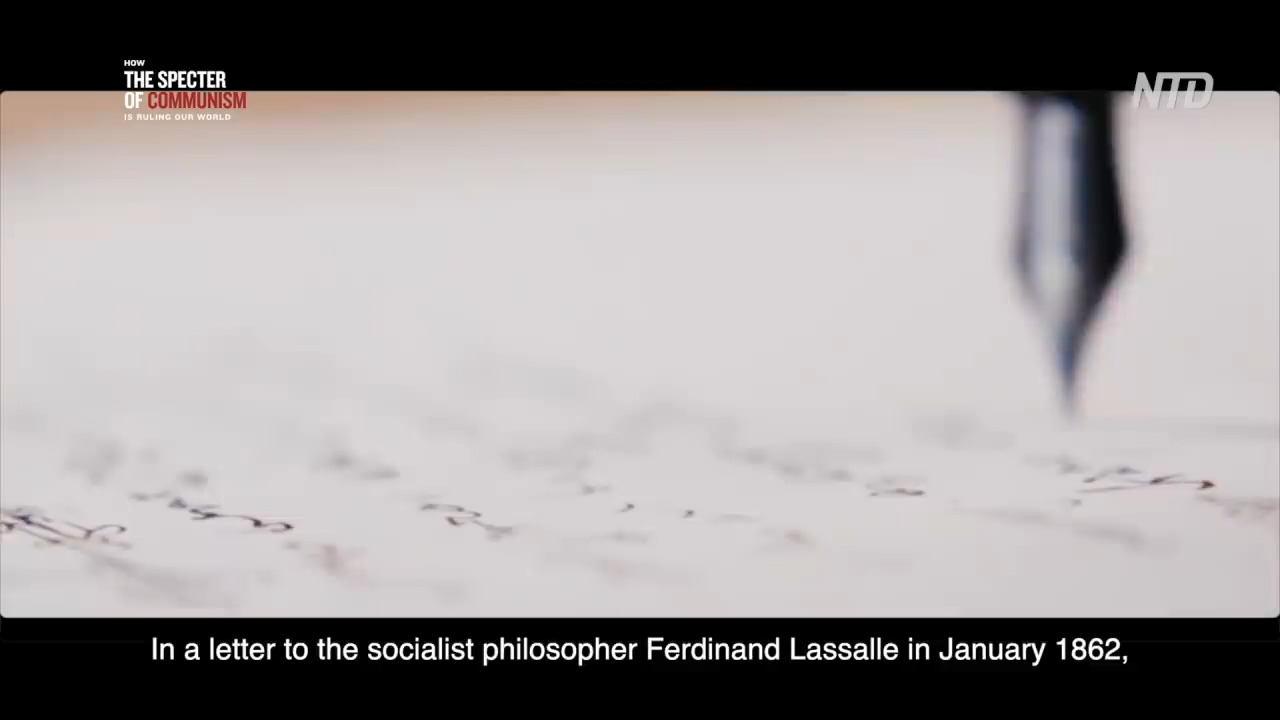 HOW
THE SPECTER
OF COMMUNISM
IS RULING OUR WORLD
NTD
In a letter to the socialist philosopher Ferdinand Lassalle in January 1862,